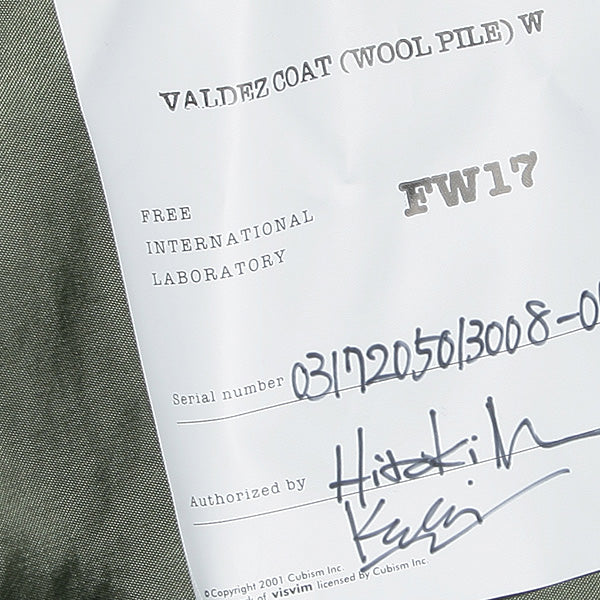 VALDEZ COAT (WOOL PILE) W
FW17
FREE
INTERNATIONAL
LABORATORY
Serial number 0317205013008-0
Authorized by
©Copyright 2001 Cubism Inc.
of visvim licensed by Cubism Inc.